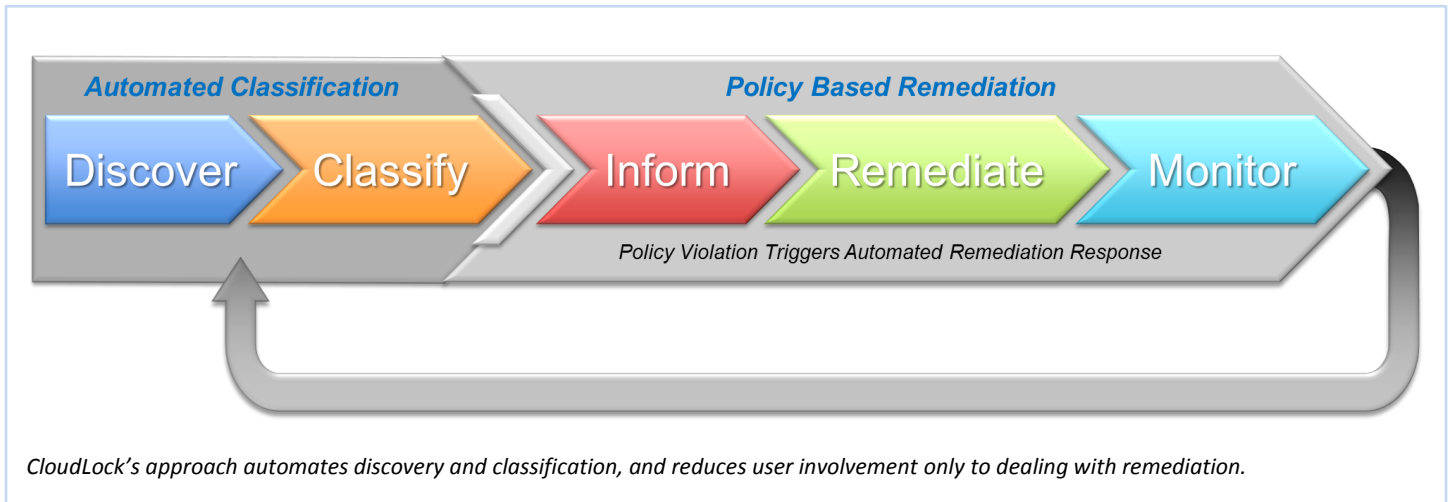 Automated Classification
Policy Based Remediation
Discover
Classify
Inform
Remediate
Monitor
Policy Violation Triggers Automated Remediation Response
CloudLock’s approach automates discovery and classification, and reduces user involvement only to dealing with remediation.